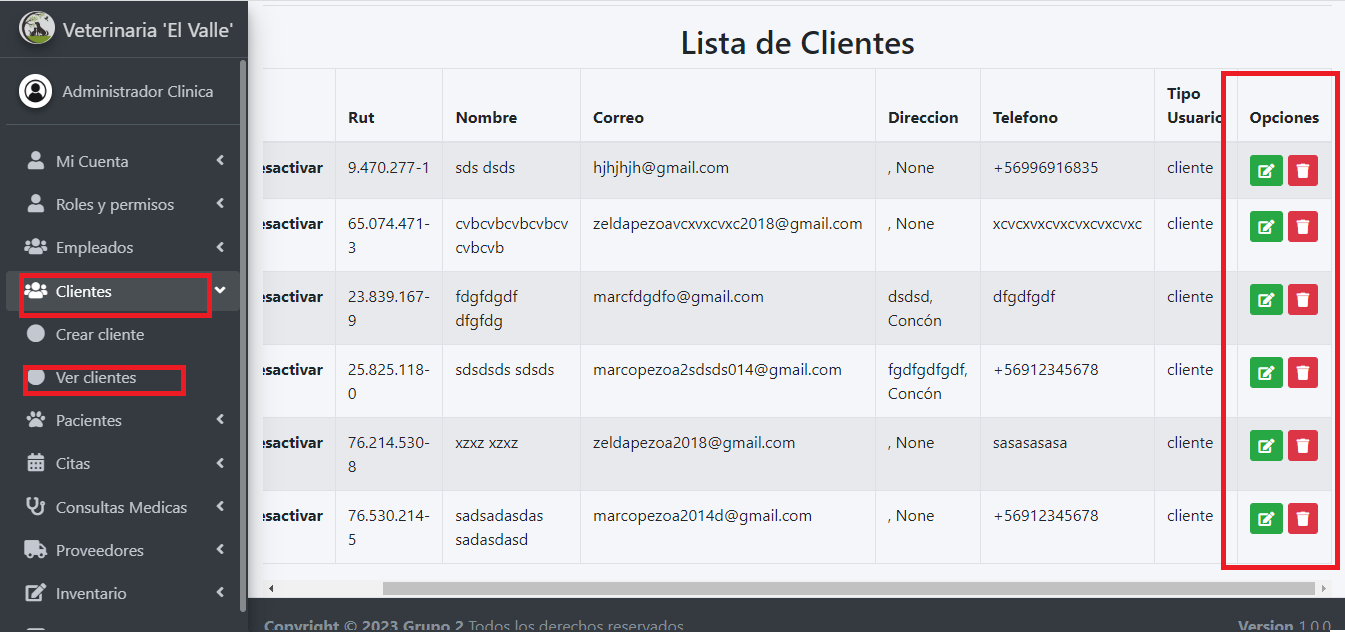 Veterinaria 'El Valle'
Administrador Clinica
Mi Cuenta
Roles y permisos
Empleados
Clientes
Crear cliente
Ver clientes
Pacientes
Citas
Consultas Medicas
Proveedores
Inventario
Lista de Clientes
Rut Nombre Correo Direccion Telefono Tipo Usuario Opciones
esactivar 9.470.277-1 sds dsds hjhjhjh@gmail.com , None +56996916835 cliente
esactivar 65.074.471- cvbcvbcvbcvbcv zeldapezoavcxvxcvxc2018@gmail.com , None xcvcxvxcvxcvxcvxcvxc cliente
3 cvbcvb
esactivar 23.839.167- fdgfdgdf marcfdgdfo@gmail.com dsdsd, dfgdfgdf cliente
9 dfgfdg Concón
esactivar 25.825.118- sdsdsds sdsds marcopezoa2sdsds014@gmail.com fgdfgdfgdf, +56912345678 cliente
0 Concón
esactivar 76.214.530- xzxz xzxz zeldapezoa2018@gmail.com , None sasasasasa cliente
8
esactivar 76.530.214- sadsadasdas marcopezoa2014d@gmail.com , None +56912345678 cliente
5 sadasdasd
Copyright © 2023 Grupo 2 Todos los derechos reservados.
Version 1.0.0